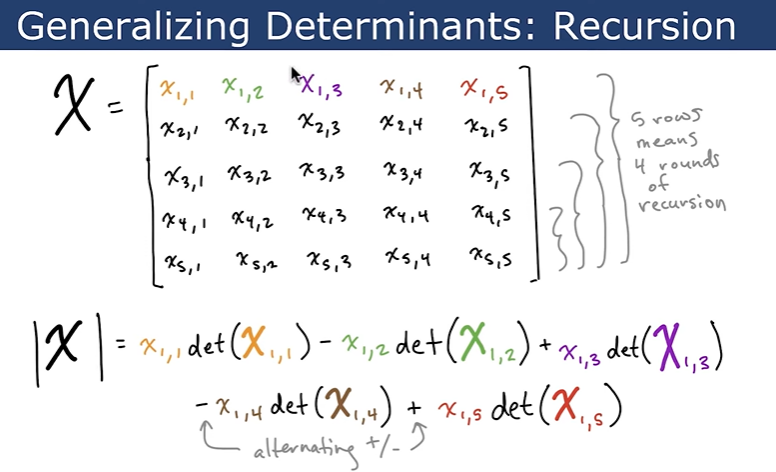 Generalizing Determinants: Recursion
X = [ x1,1 x1,2 x1,3 x1,4 x1,5
x2,1 x2,2 x2,3 x2,4 x2,5
x3,1 x3,2 x3,3 x3,4 x3,5
x4,1 x4,2 x4,3 x4,4 x4,5
x5,1 x5,2 x5,3 x5,4 x5,5 ]
5 rows
means
4 rounds
of
recursion
|X| = x1,1 det(X1,1) - x1,2 det(X1,2) + x1,3 det(X1,3)
- x1,4 det(X1,4) + x1,5 det(X1,5)
alternating +/-